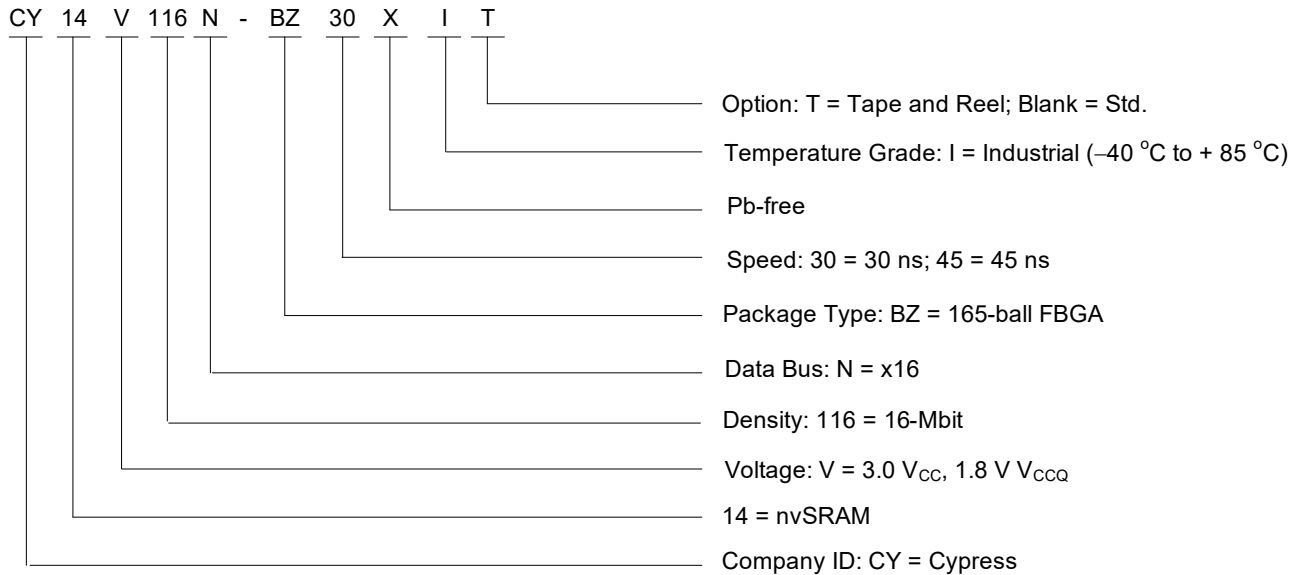 CY 14 V 116 N - BZ 30 X I T
Option: T = Tape and Reel; Blank = Std.
Temperature Grade: I = Industrial (–40 °C to + 85 °C)
Pb-free
Speed: 30 = 30 ns; 45 = 45 ns
Package Type: BZ = 165-ball FBGA
Data Bus: N = x16
Density: 116 = 16-Mbit
Voltage: V = 3.0 VCC, 1.8 V VCCQ
14 = nvSRAM
Company ID: CY = Cypress